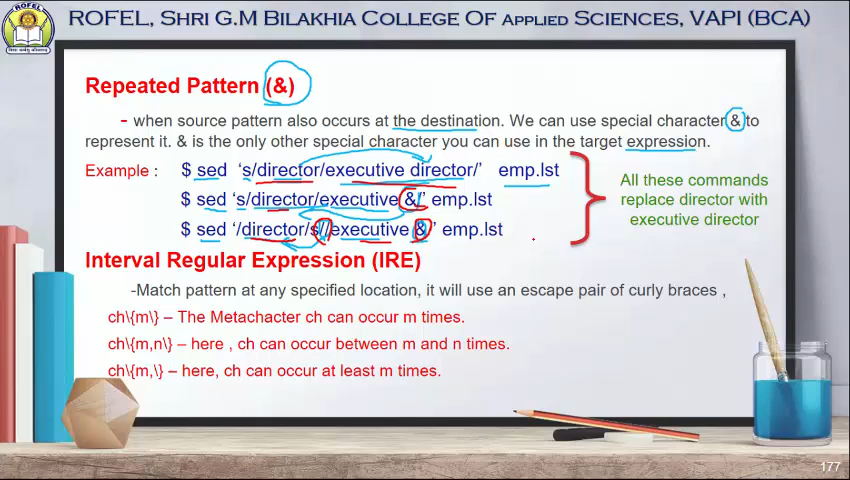 ROFEL
ROFEL, SHRI G.M BILAKHIA COLLEGE OF APPLIED SCIENCES, VAPI (BCA)
Repeated Pattern (&)
- when source pattern also occurs at the destination. We can use special character & to
represent it. & is the only other special character you can use in the target expression.
Example : $ sed ‘s/director/executive director/’ emp.lst
$ sed ‘s/director/executive &/’ emp.lst
$ sed ‘/director/s//executive &/’ emp.lst
All these commands
replace director with
executive director
Interval Regular Expression (IRE)
-Match pattern at any specified location, it will use an escape pair of curly braces ,
ch\{m\} – The Metachacter ch can occur m times.
ch\{m,n\} – here , ch can occur between m and n times.
ch\{m,\} – here, ch can occur at least m times.
177